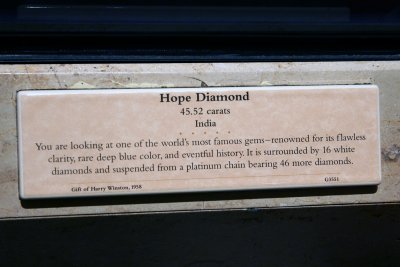 Hope Diamond
45.52 carats
India
You are looking at one of the world's most famous gems—renowned for its flawless
clarity, rare deep blue color, and eventful history. It is surrounded by 16 white
diamonds and suspended from a platinum chain bearing 46 more diamonds.
Gift of Harry Winston, 1958 G3551